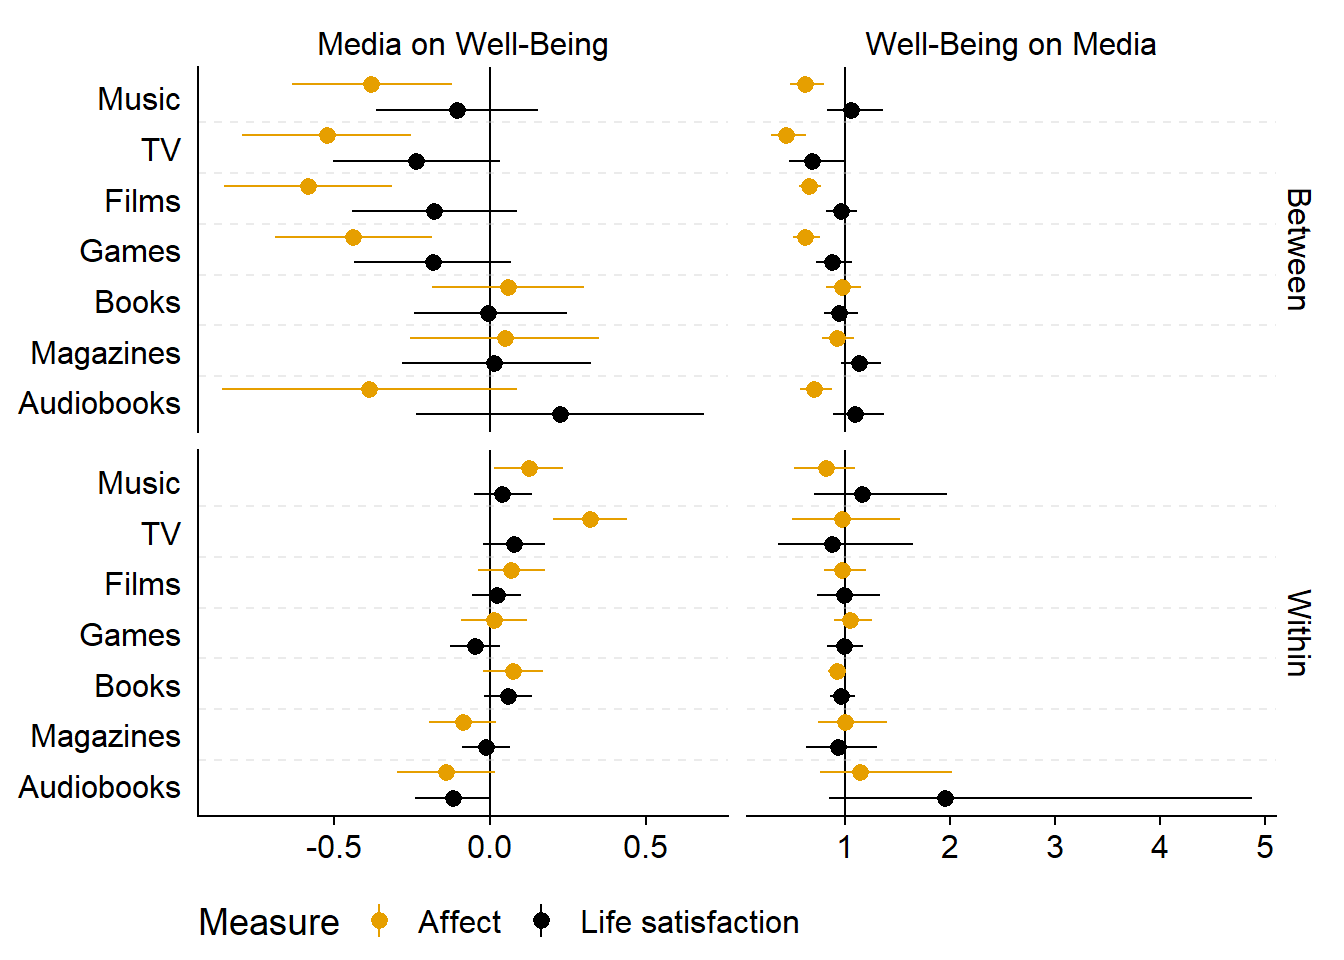 Media on Well-Being Well-Being on Media
Music
TV
Films
Games
Books
Magazines
Audiobooks
Between
Music
TV
Films
Games
Books
Magazines
Audiobooks
Within
-0.5 0.0 0.5 1 2 3 4 5
Measure Affect Life satisfaction